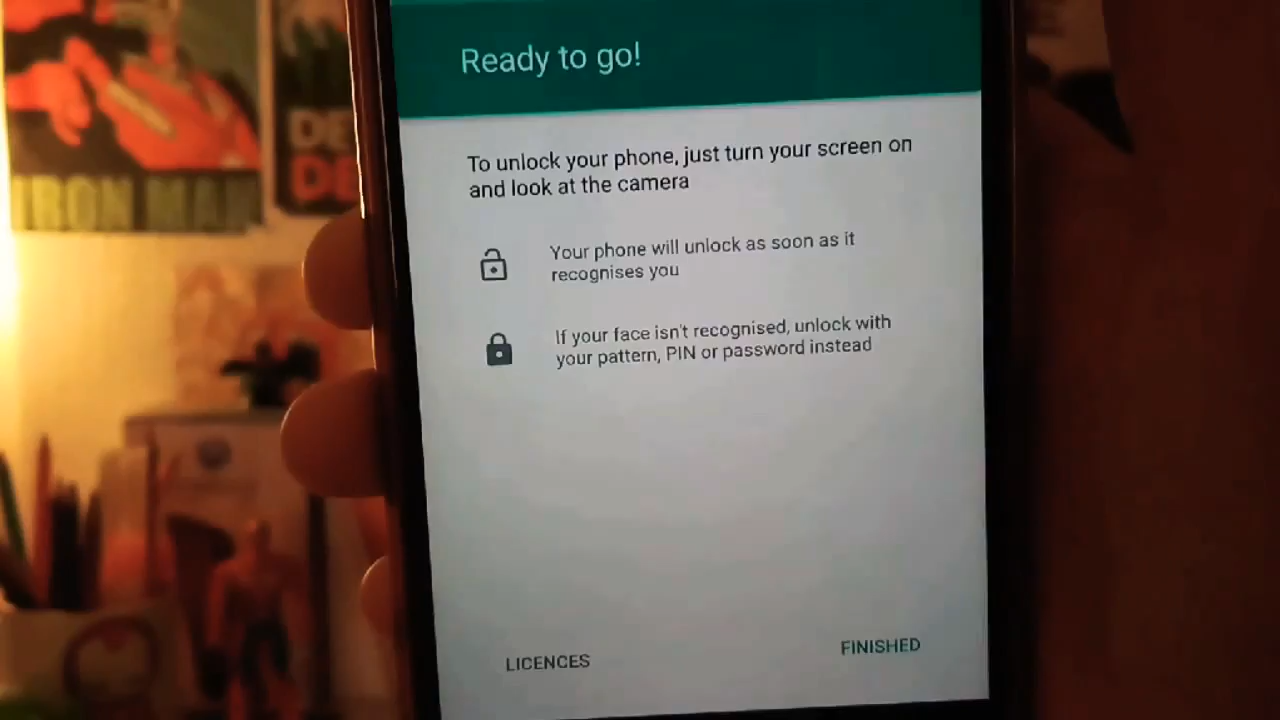 Ready to go!
To unlock your phone, just turn your screen on
and look at the camera
Your phone will unlock as soon as it
recognises you
If your face isn't recognised, unlock with
your pattern, PIN or password instead
LICENCES
FINISHED
IRON MAN